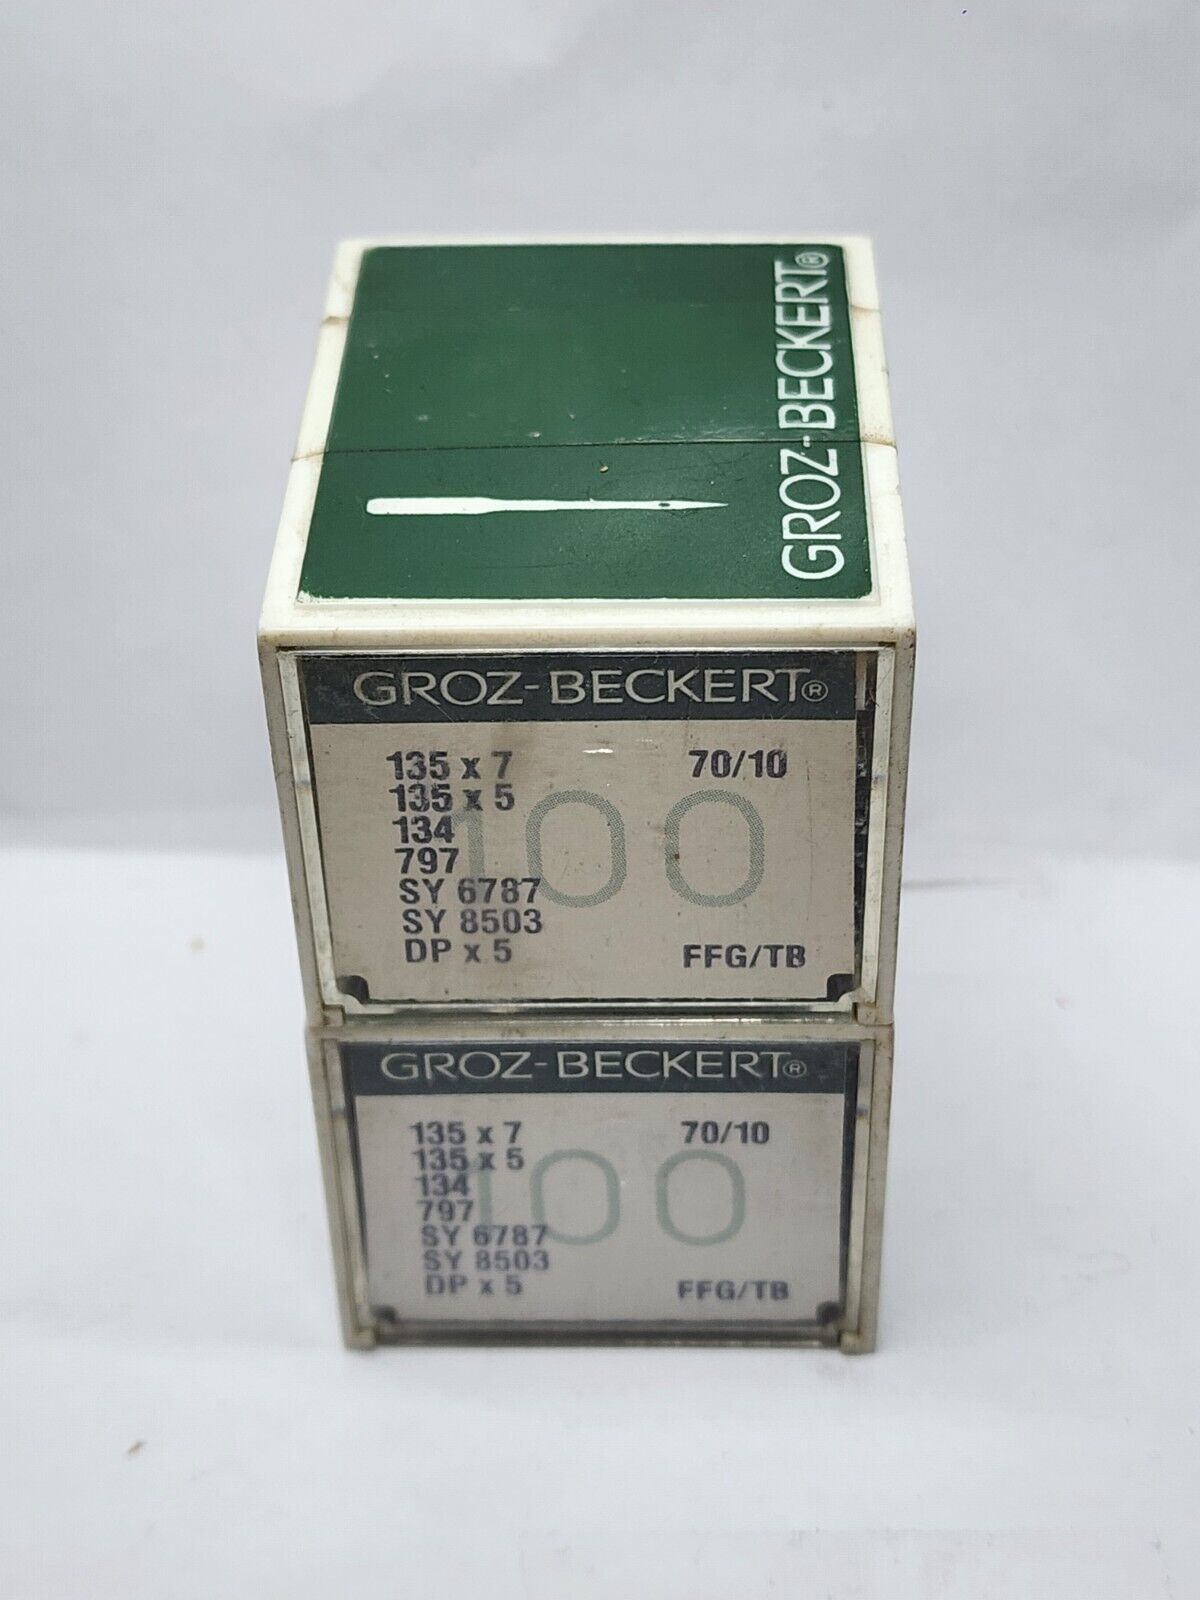 GROZ-BECKERT®
GROZ-BECKERT®
135 x 7 70/10
135 x 5
134
797
SY 6787
SY 8503
DP x 5 FFG/TB
100
GROZ-BECKERT®
135 x 7 70/10
135 x 5
134
797
SY 6787
SY 8503
DP x 5 FFG/TB
100